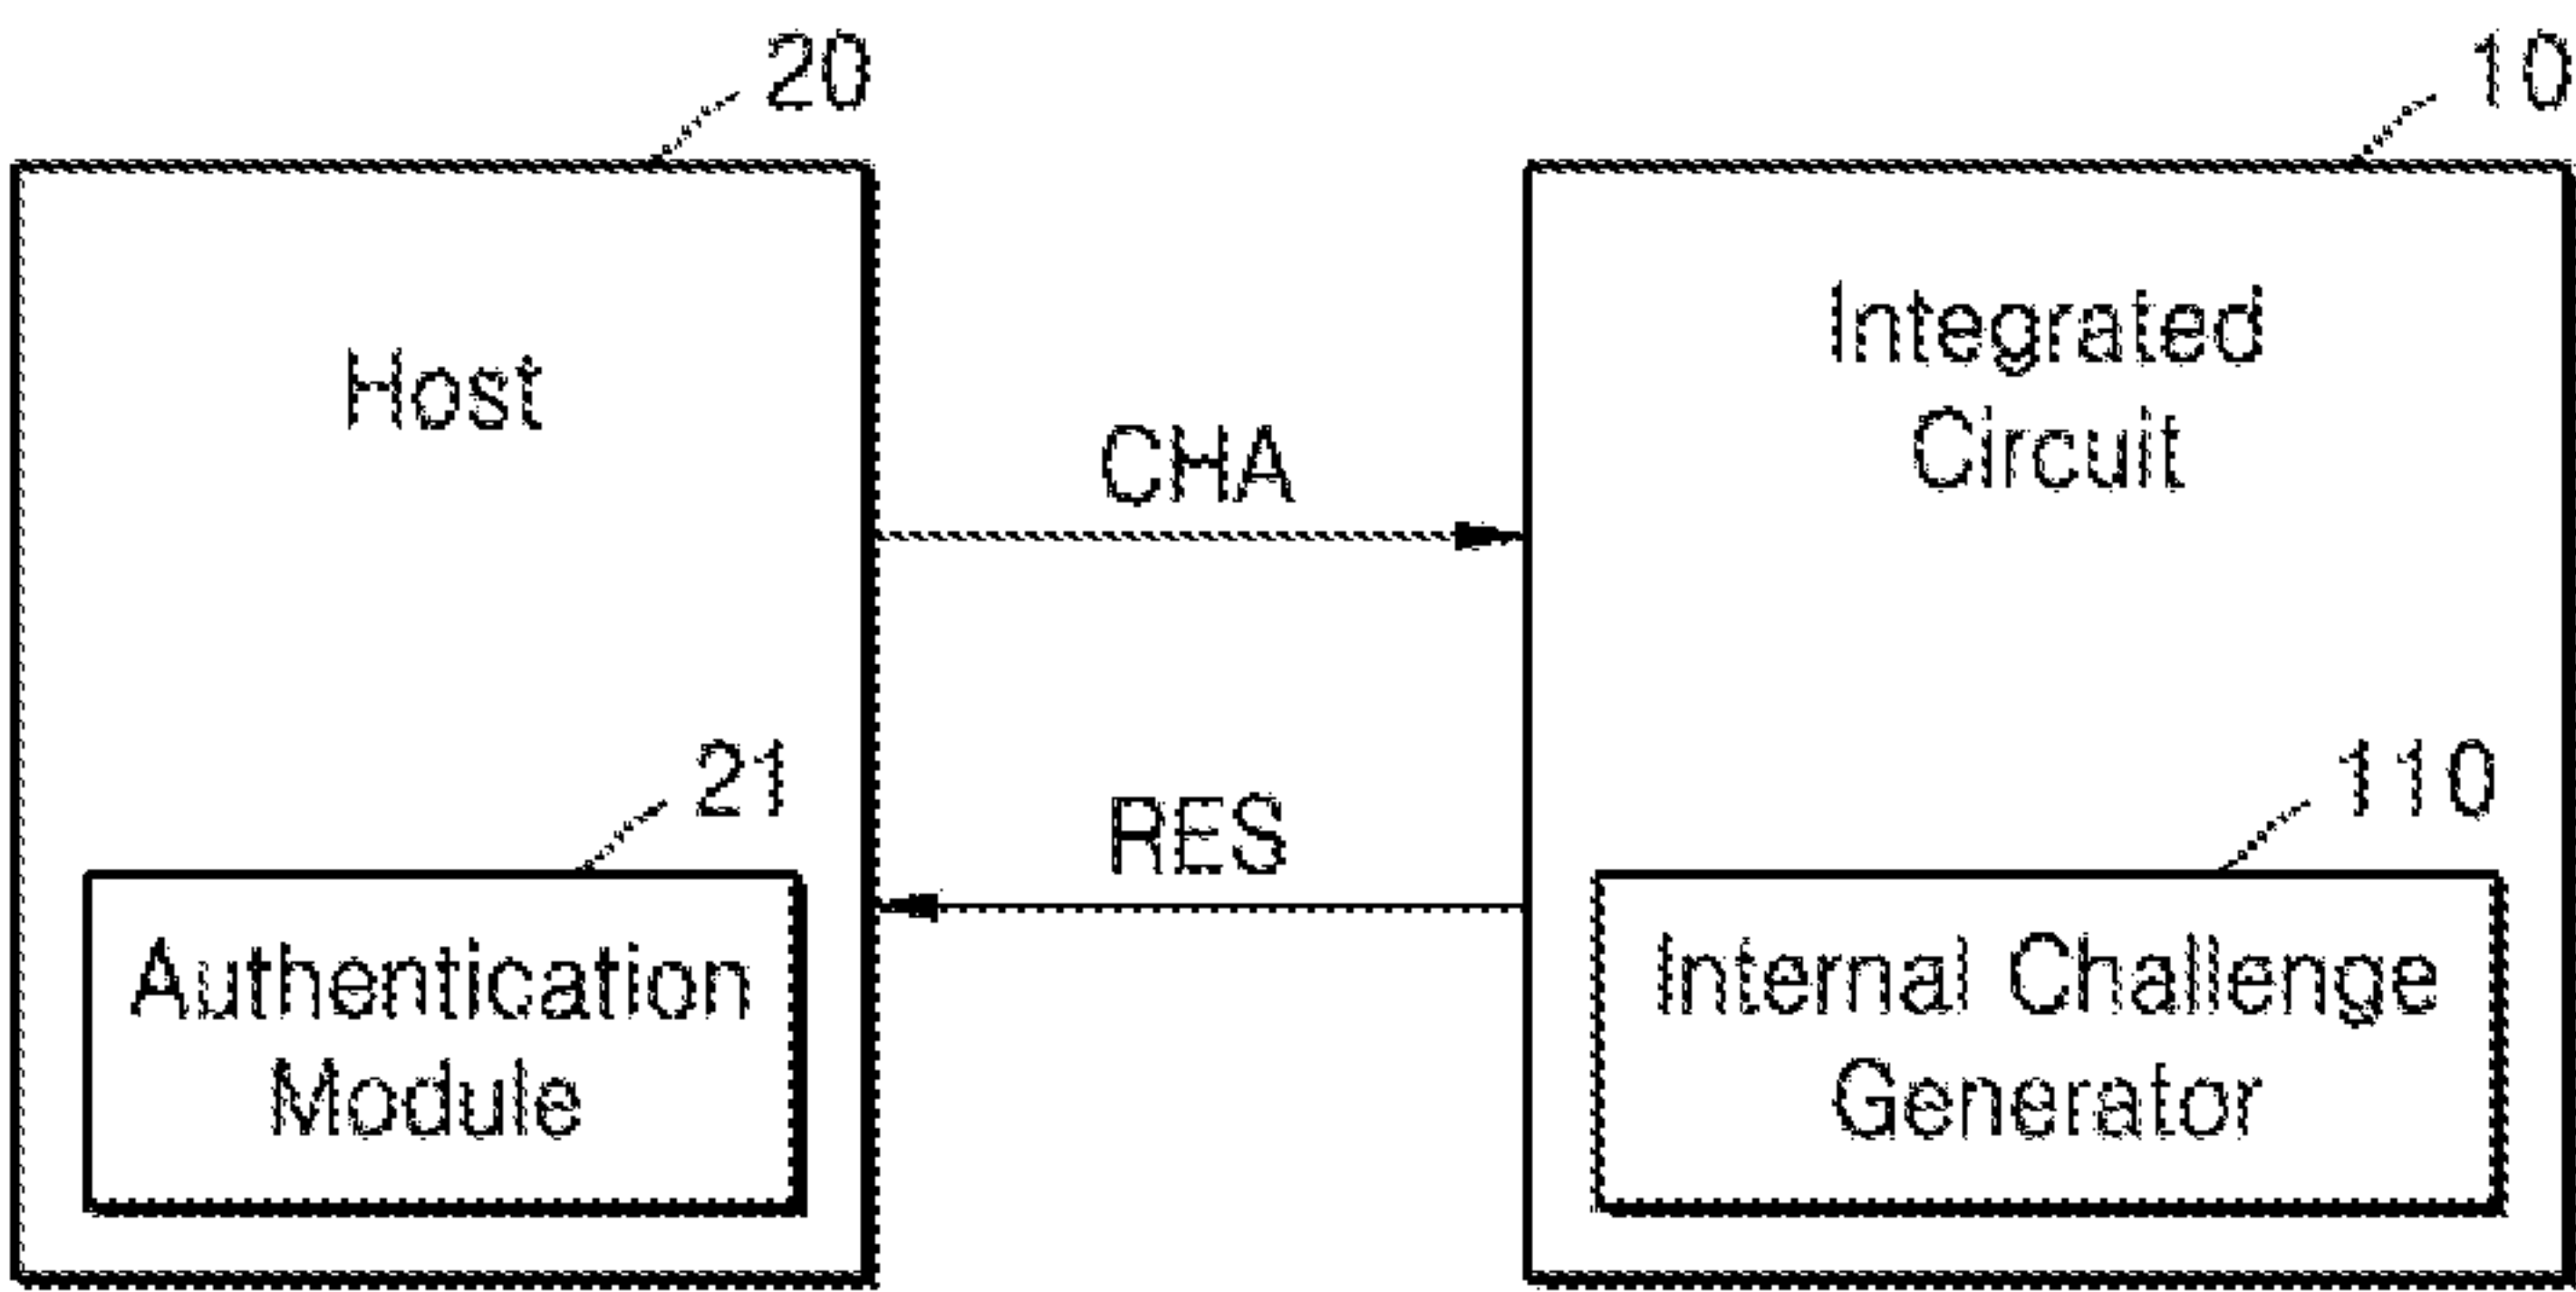 20
10
Host
Integrated
Circuit
CHA
RES
21
110
Authentication
Module
Internal Challenge
Generator